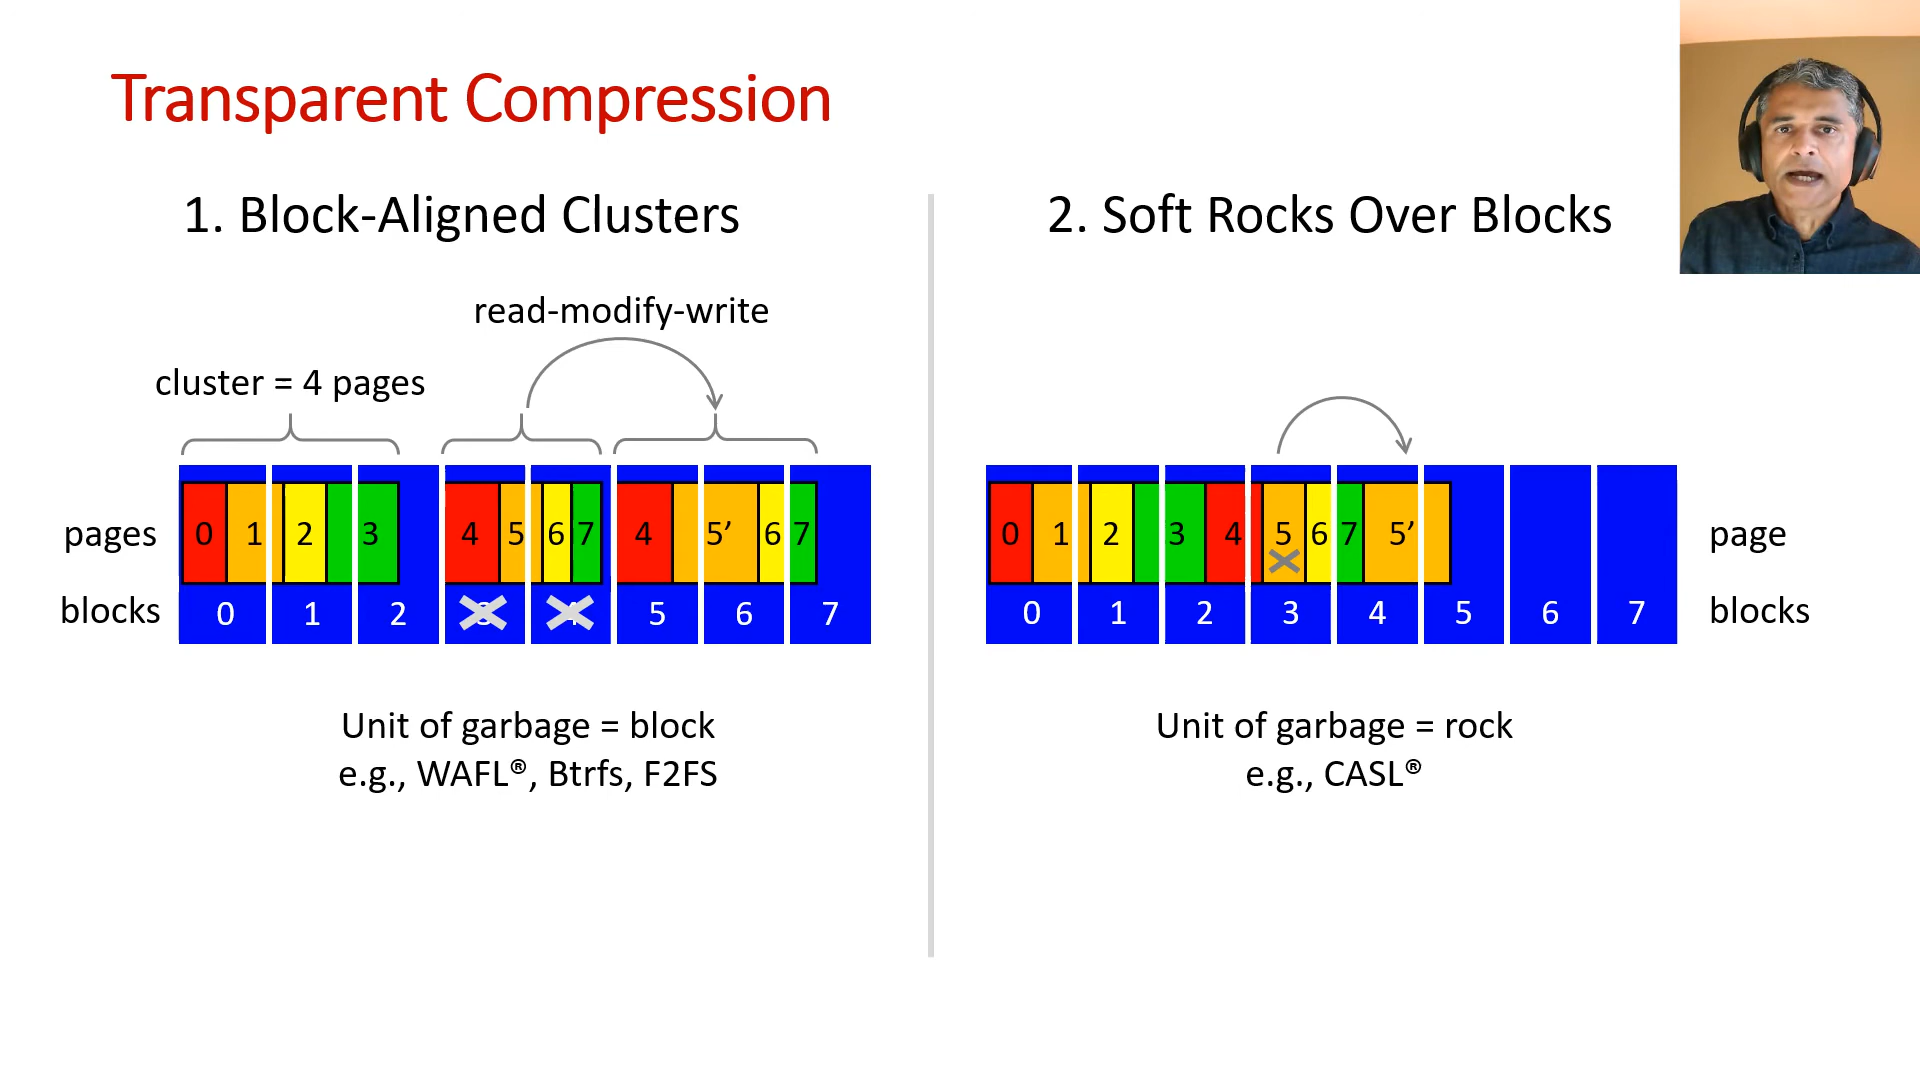 Transparent Compression
1. Block-Aligned Clusters
read-modify-write
cluster = 4 pages
pages 0 1 2 3 4 5 6 7 4 5’ 6 7
blocks 0 1 2 5 6 7
Unit of garbage = block
e.g., WAFL®, Btrfs, F2FS
2. Soft Rocks Over Blocks
0 1 2 3 4 5 6 7 5’ page
0 1 2 3 4 5 6 7 blocks
Unit of garbage = rock
e.g., CASL®